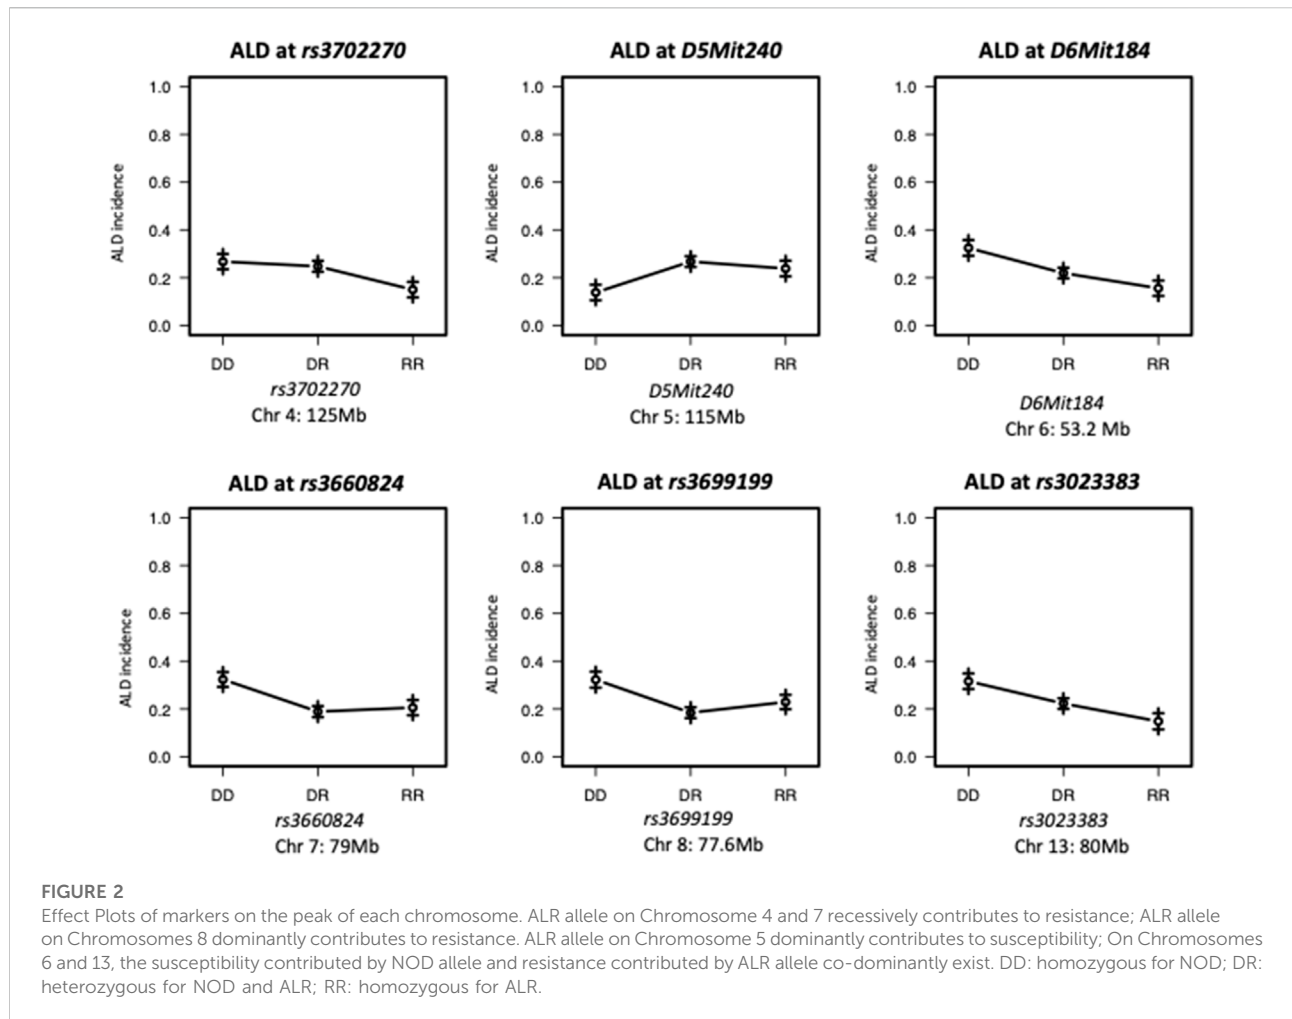 ALD at rs3702270
ALD incidence
1.0
0.8
0.6
0.4
0.2
0.0
DD DR RR
rs3702270
Chr 4: 125Mb
ALD at D5Mit240
ALD incidence
1.0
0.8
0.6
0.4
0.2
0.0
DD DR RR
D5Mit240
Chr 5: 115Mb
ALD at D6Mit184
ALD incidence
1.0
0.8
0.6
0.4
0.2
0.0
DD DR RR
D6Mit184
Chr 6: 53.2 Mb
ALD at rs3660824
ALD incidence
1.0
0.8
0.6
0.4
0.2
0.0
DD DR RR
rs3660824
Chr 7: 79Mb
ALD at rs3699199
ALD incidence
1.0
0.8
0.6
0.4
0.2
0.0
DD DR RR
rs3699199
Chr 8: 77.6Mb
ALD at rs3023383
ALD incidence
1.0
0.8
0.6
0.4
0.2
0.0
DD DR RR
rs3023383
Chr 13: 80Mb
FIGURE 2
Effect Plots of markers on the peak of each chromosome. ALR allele on Chromosome 4 and 7 recessively contributes to resistance; ALR allele
on Chromosomes 8 dominantly contributes to resistance. ALR allele on Chromosome 5 dominantly contributes to susceptibility; On Chromosomes
6 and 13, the susceptibility contributed by NOD allele and resistance contributed by ALR allele co-dominantly exist. DD: homozygous for NOD; DR:
heterozygous for NOD and ALR; RR: homozygous for ALR.